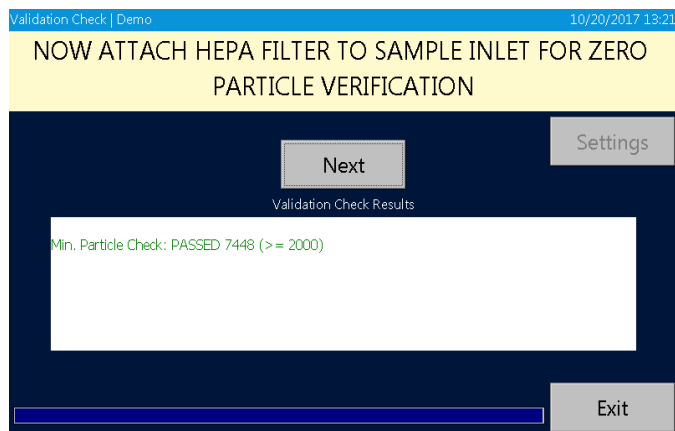 Validation Check | Demo 10/20/2017 13:21
NOW ATTACH HEPA FILTER TO SAMPLE INLET FOR ZERO
PARTICLE VERIFICATION
Settings
Next
Validation Check Results
Min. Particle Check: PASSED 7448 (>= 2000)
Exit